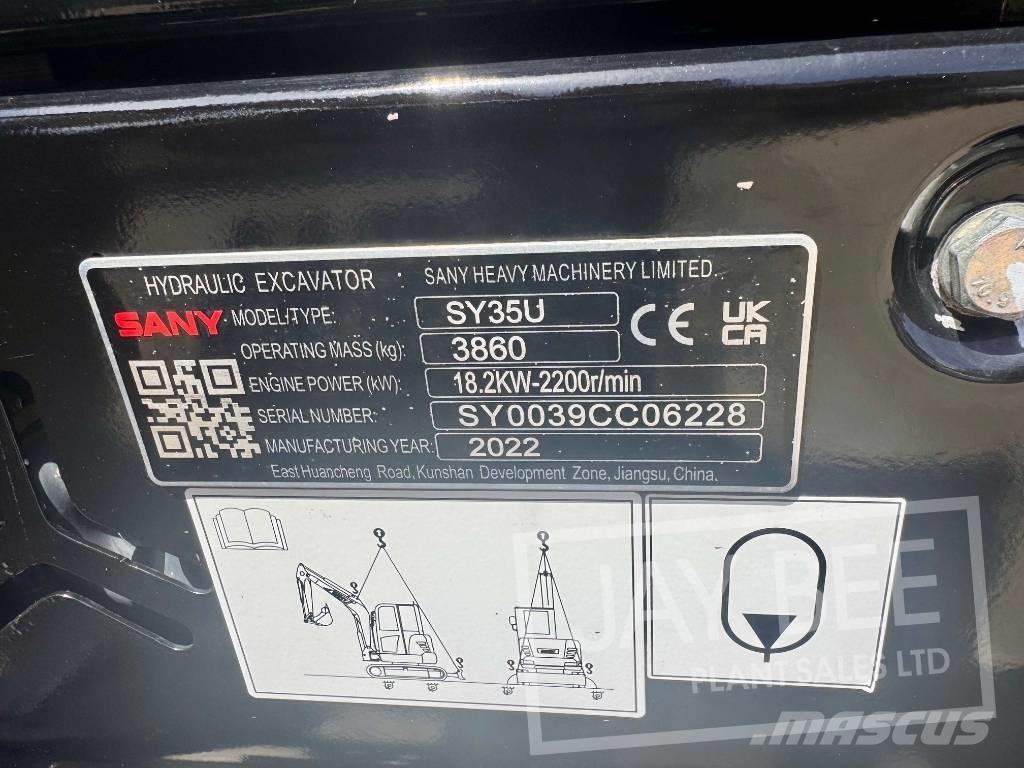 HYDRAULIC EXCAVATOR SANY HEAVY MACHINERY LIMITED.
SANY MODEL/TYPE: SY35U CE UK CA
OPERATING MASS (kg): 3860
ENGINE POWER (kW): 18.2KW-2200r/min
SERIAL NUMBER: SY0039CC06228
MANUFACTURING YEAR: 2022
East Huancheng Road, Kunshan Development Zone, Jiangsu, China.
JAY BEE
PLANT SALES LTD
mascus